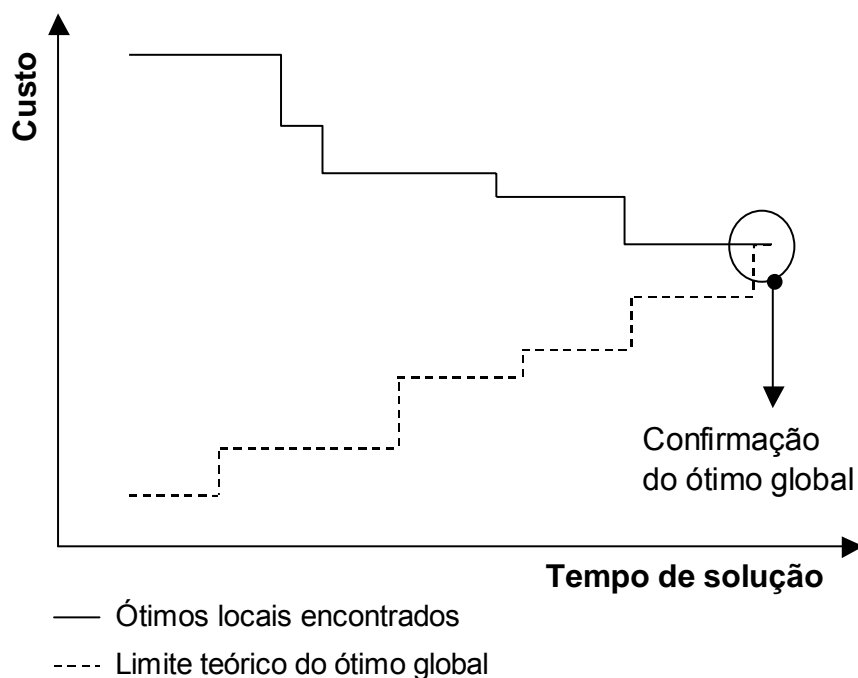 Custo
Confirmação
do ótimo global
Tempo de solução
Ótimos locais encontrados
Limite teórico do ótimo global